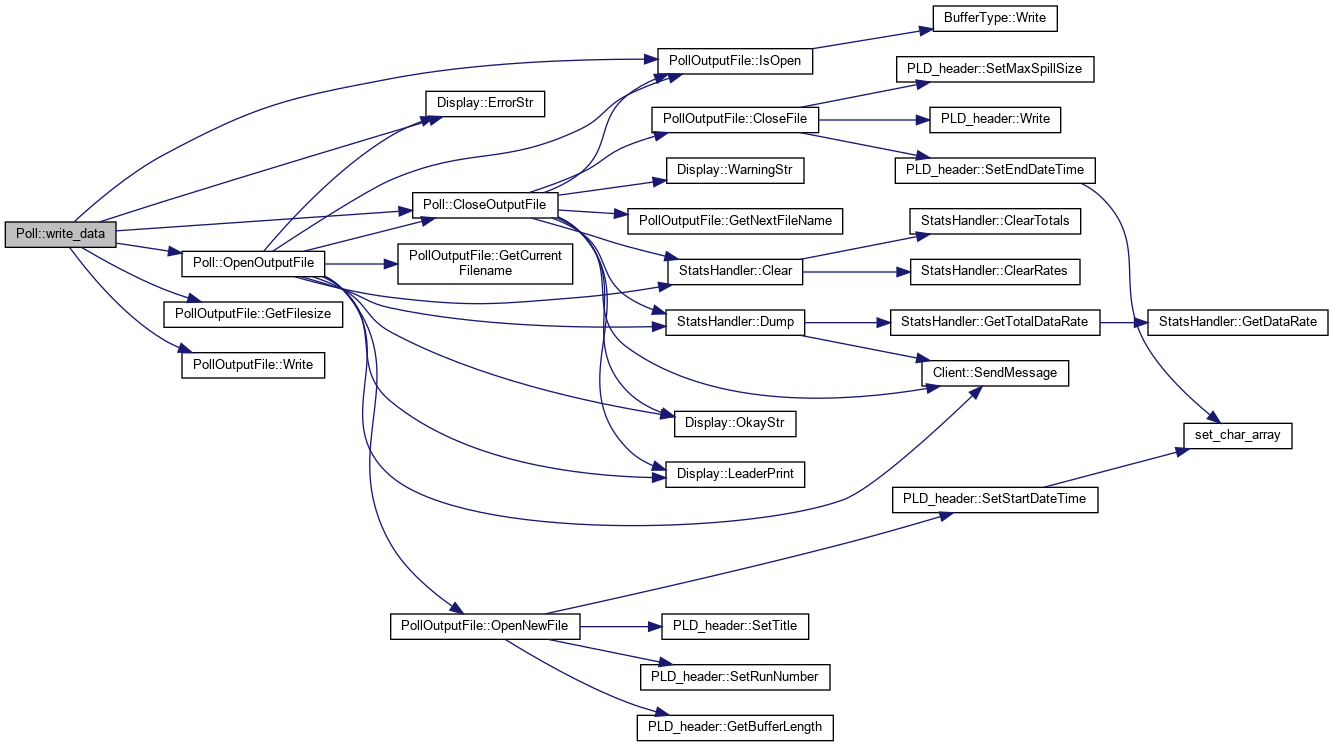 BufferType::Write
PollOutputFile::IsOpen
PLD_header::SetMaxSpillSize
Display::ErrorStr
PollOutputFile::CloseFile
PLD_header::Write
Display::WarningStr
PLD_header::SetEndDateTime
Poll::CloseOutputFile
PollOutputFile::GetNextFileName
StatsHandler::ClearTotals
Poll::write_data
Poll::OpenOutputFile
PollOutputFile::GetCurrent
Filename
StatsHandler::Clear
StatsHandler::ClearRates
PollOutputFile::GetFilesize
StatsHandler::Dump
StatsHandler::GetTotalDataRate
StatsHandler::GetDataRate
PollOutputFile::Write
Client::SendMessage
Display::OkayStr
set_char_array
Display::LeaderPrint
PLD_header::SetStartDateTime
PollOutputFile::OpenNewFile
PLD_header::SetTitle
PLD_header::SetRunNumber
PLD_header::GetBufferLength